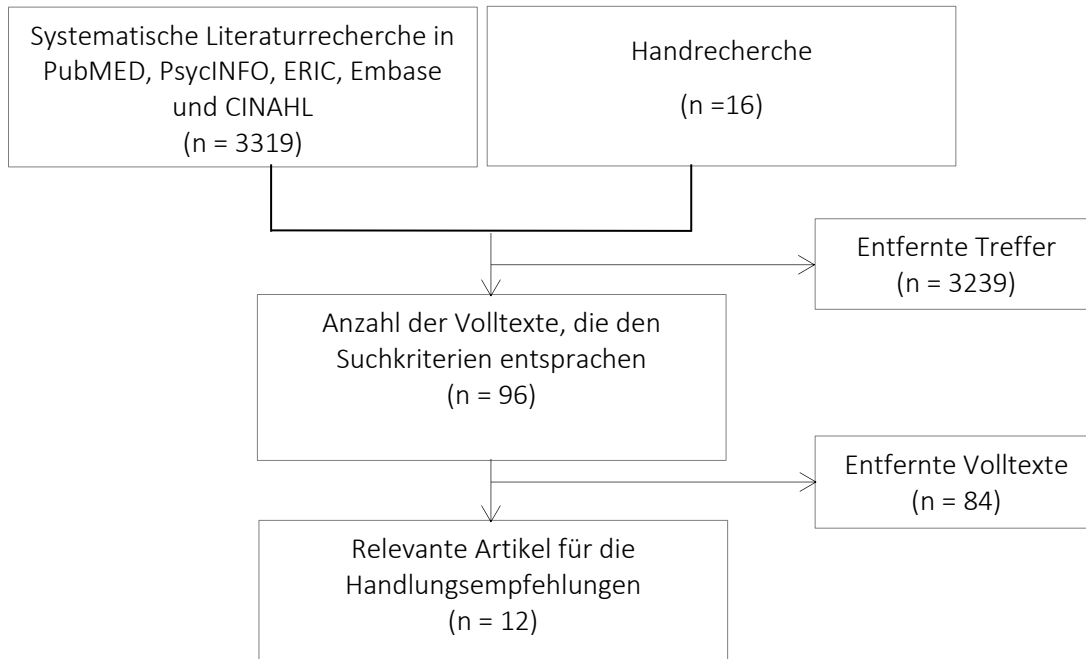 Systematische Literaturrecherche in
PubMED, PsycINFO, ERIC, Embase
und CINAHL
(n = 3319)
Handrecherche
(n =16)
Entfernte Treffer
(n = 3239)
Anzahl der Volltexte, die den
Suchkriterien entsprachen
(n = 96)
Entfernte Volltexte
(n = 84)
Relevante Artikel für die
Handlungsempfehlungen
(n = 12)